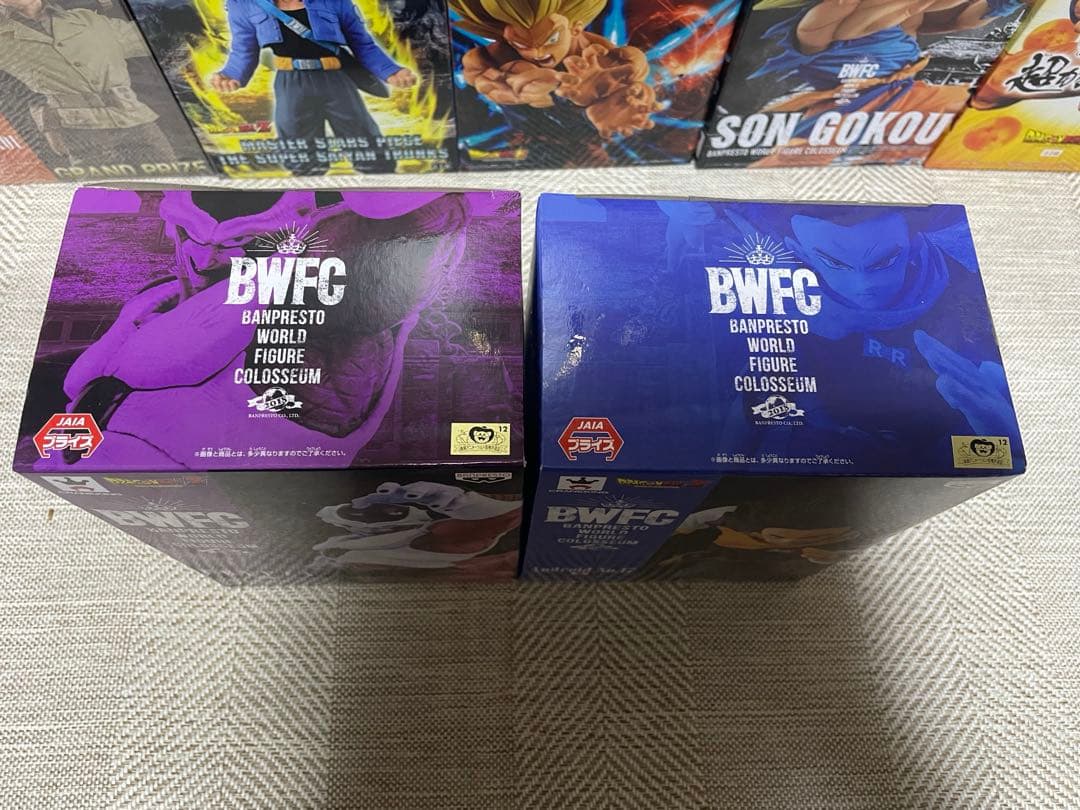 GRAND PRIZE
MASTER STARS PIECE
THE SUPER SAIYAN TRUNKS
BWFC
SON GOKOU
BANPRESTO WORLD FIGURE COLOSSEUM
超
BWFC
BANPRESTO
WORLD
FIGURE
COLOSSEUM
2015
BANPRESTO CO., LTD.
JAIA
プライズ
12
※画像と商品とは、多少異なりますのでご了承ください。
BWFC
BANPRESTO
WORLD
FIGURE
COLOSSEUM
2015
BANPRESTO CO., LTD.
RR
JAIA
プライズ
12
※画像と商品とは、多少異なりますのでご了承ください。
BANPRESTO
BWFC
BWFC
BANPRESTO
WORLD
FIGURE
COLOSSEUM